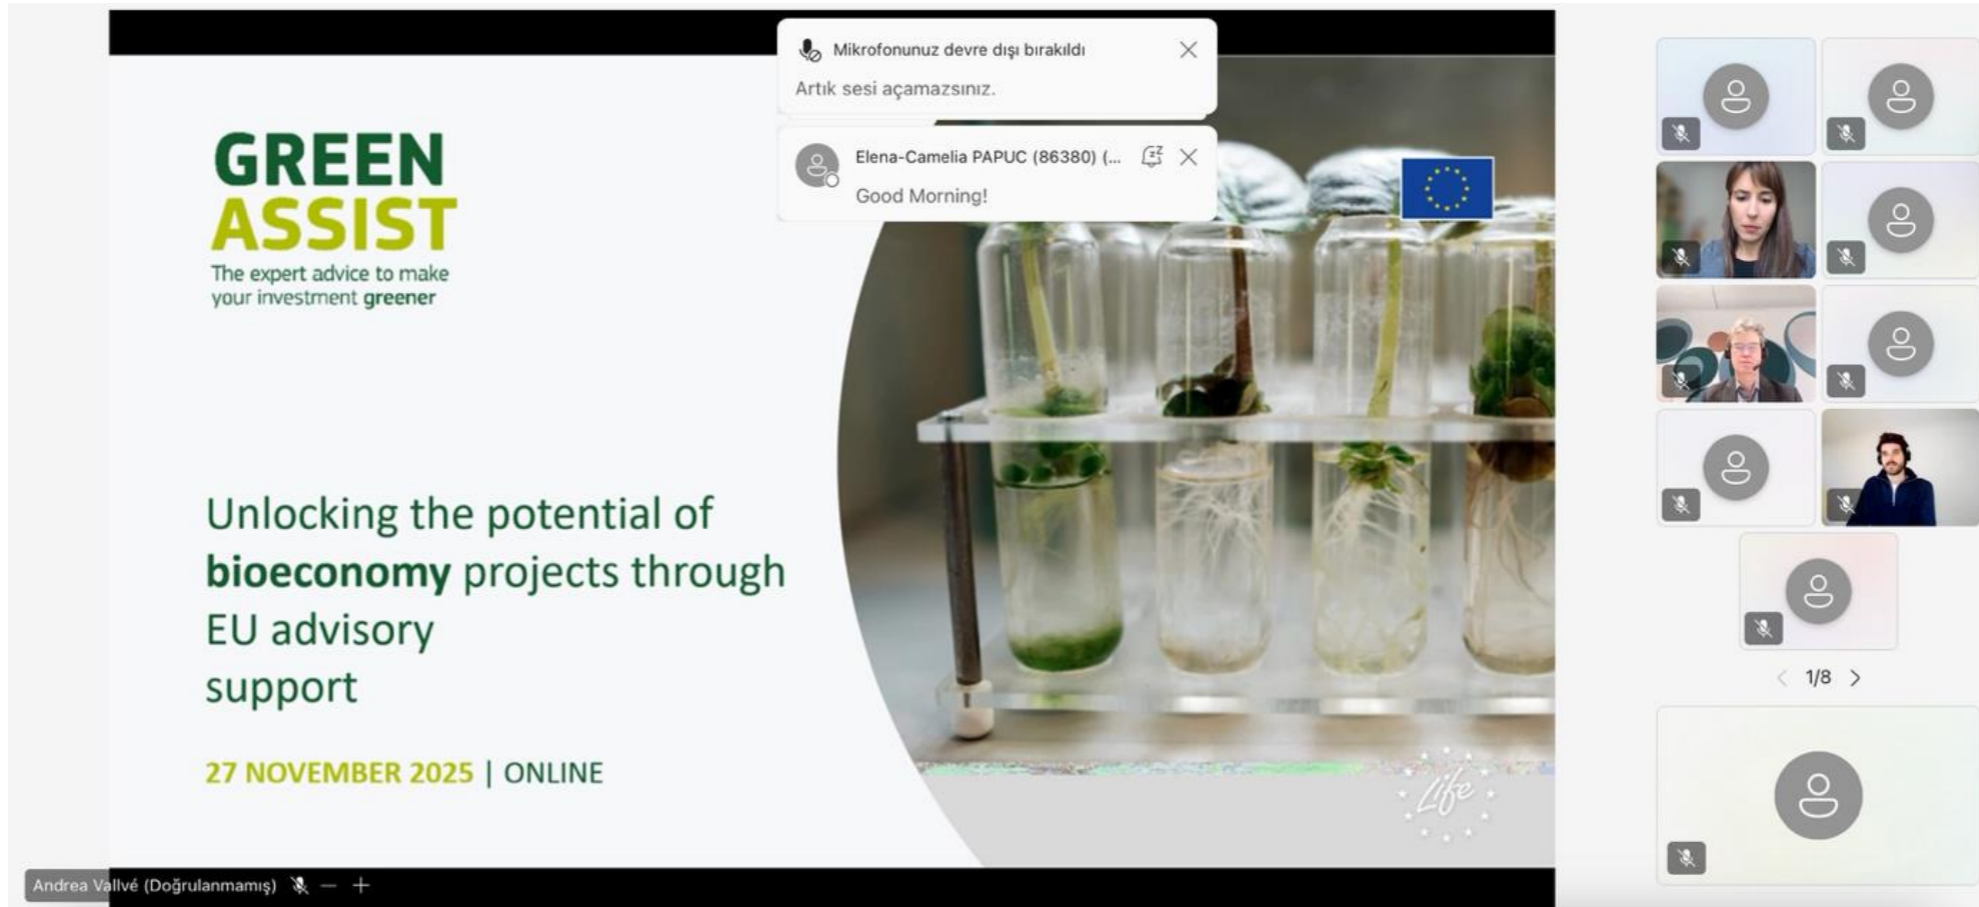 Mikrofonunuz devre dışı bırakıldı
Artık sesi açamazsınız.
Elena-Camelia PAPUC (86380) (...
Good Morning!
GREEN
ASSIST
The expert advice to make
your investment greener
Unlocking the potential of
bioeconomy projects through
EU advisory
support
27 NOVEMBER 2025 | ONLINE
Life
1/8
Andrea Vallvé (Doğrulanmamış)